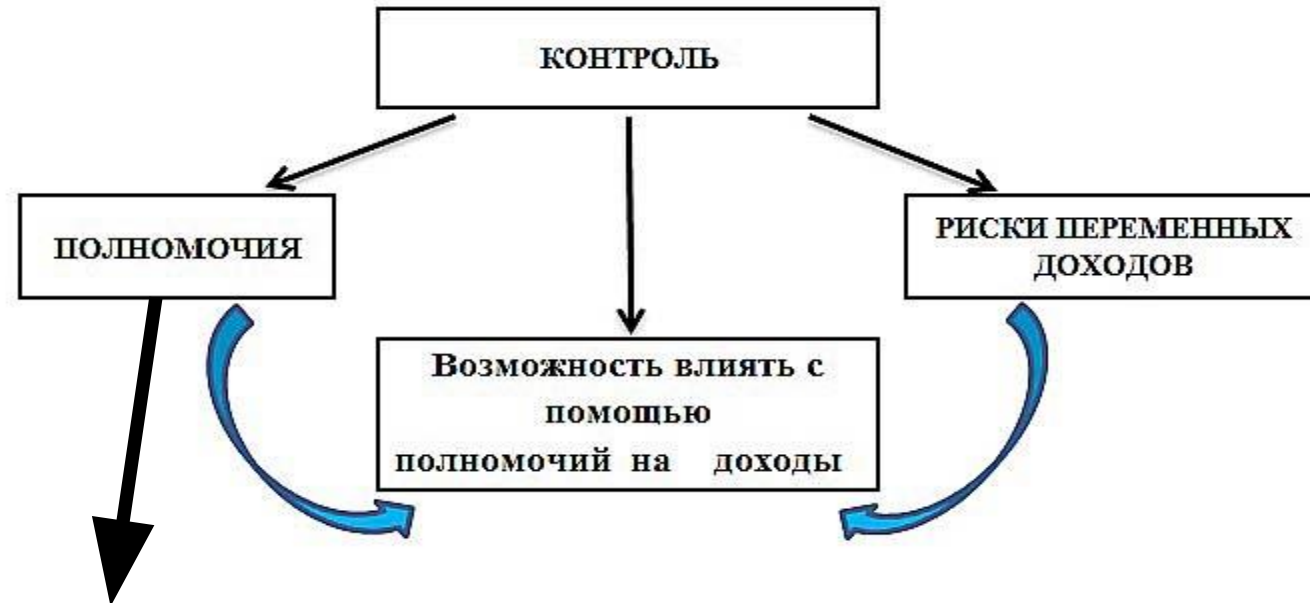 КОНТРОЛЬ
ПОЛНОМОЧИЯ
РИСКИ ПЕРЕМЕННЫХ
ДОХОДОВ
Возможность влиять с
помощью
полномочий на доходы